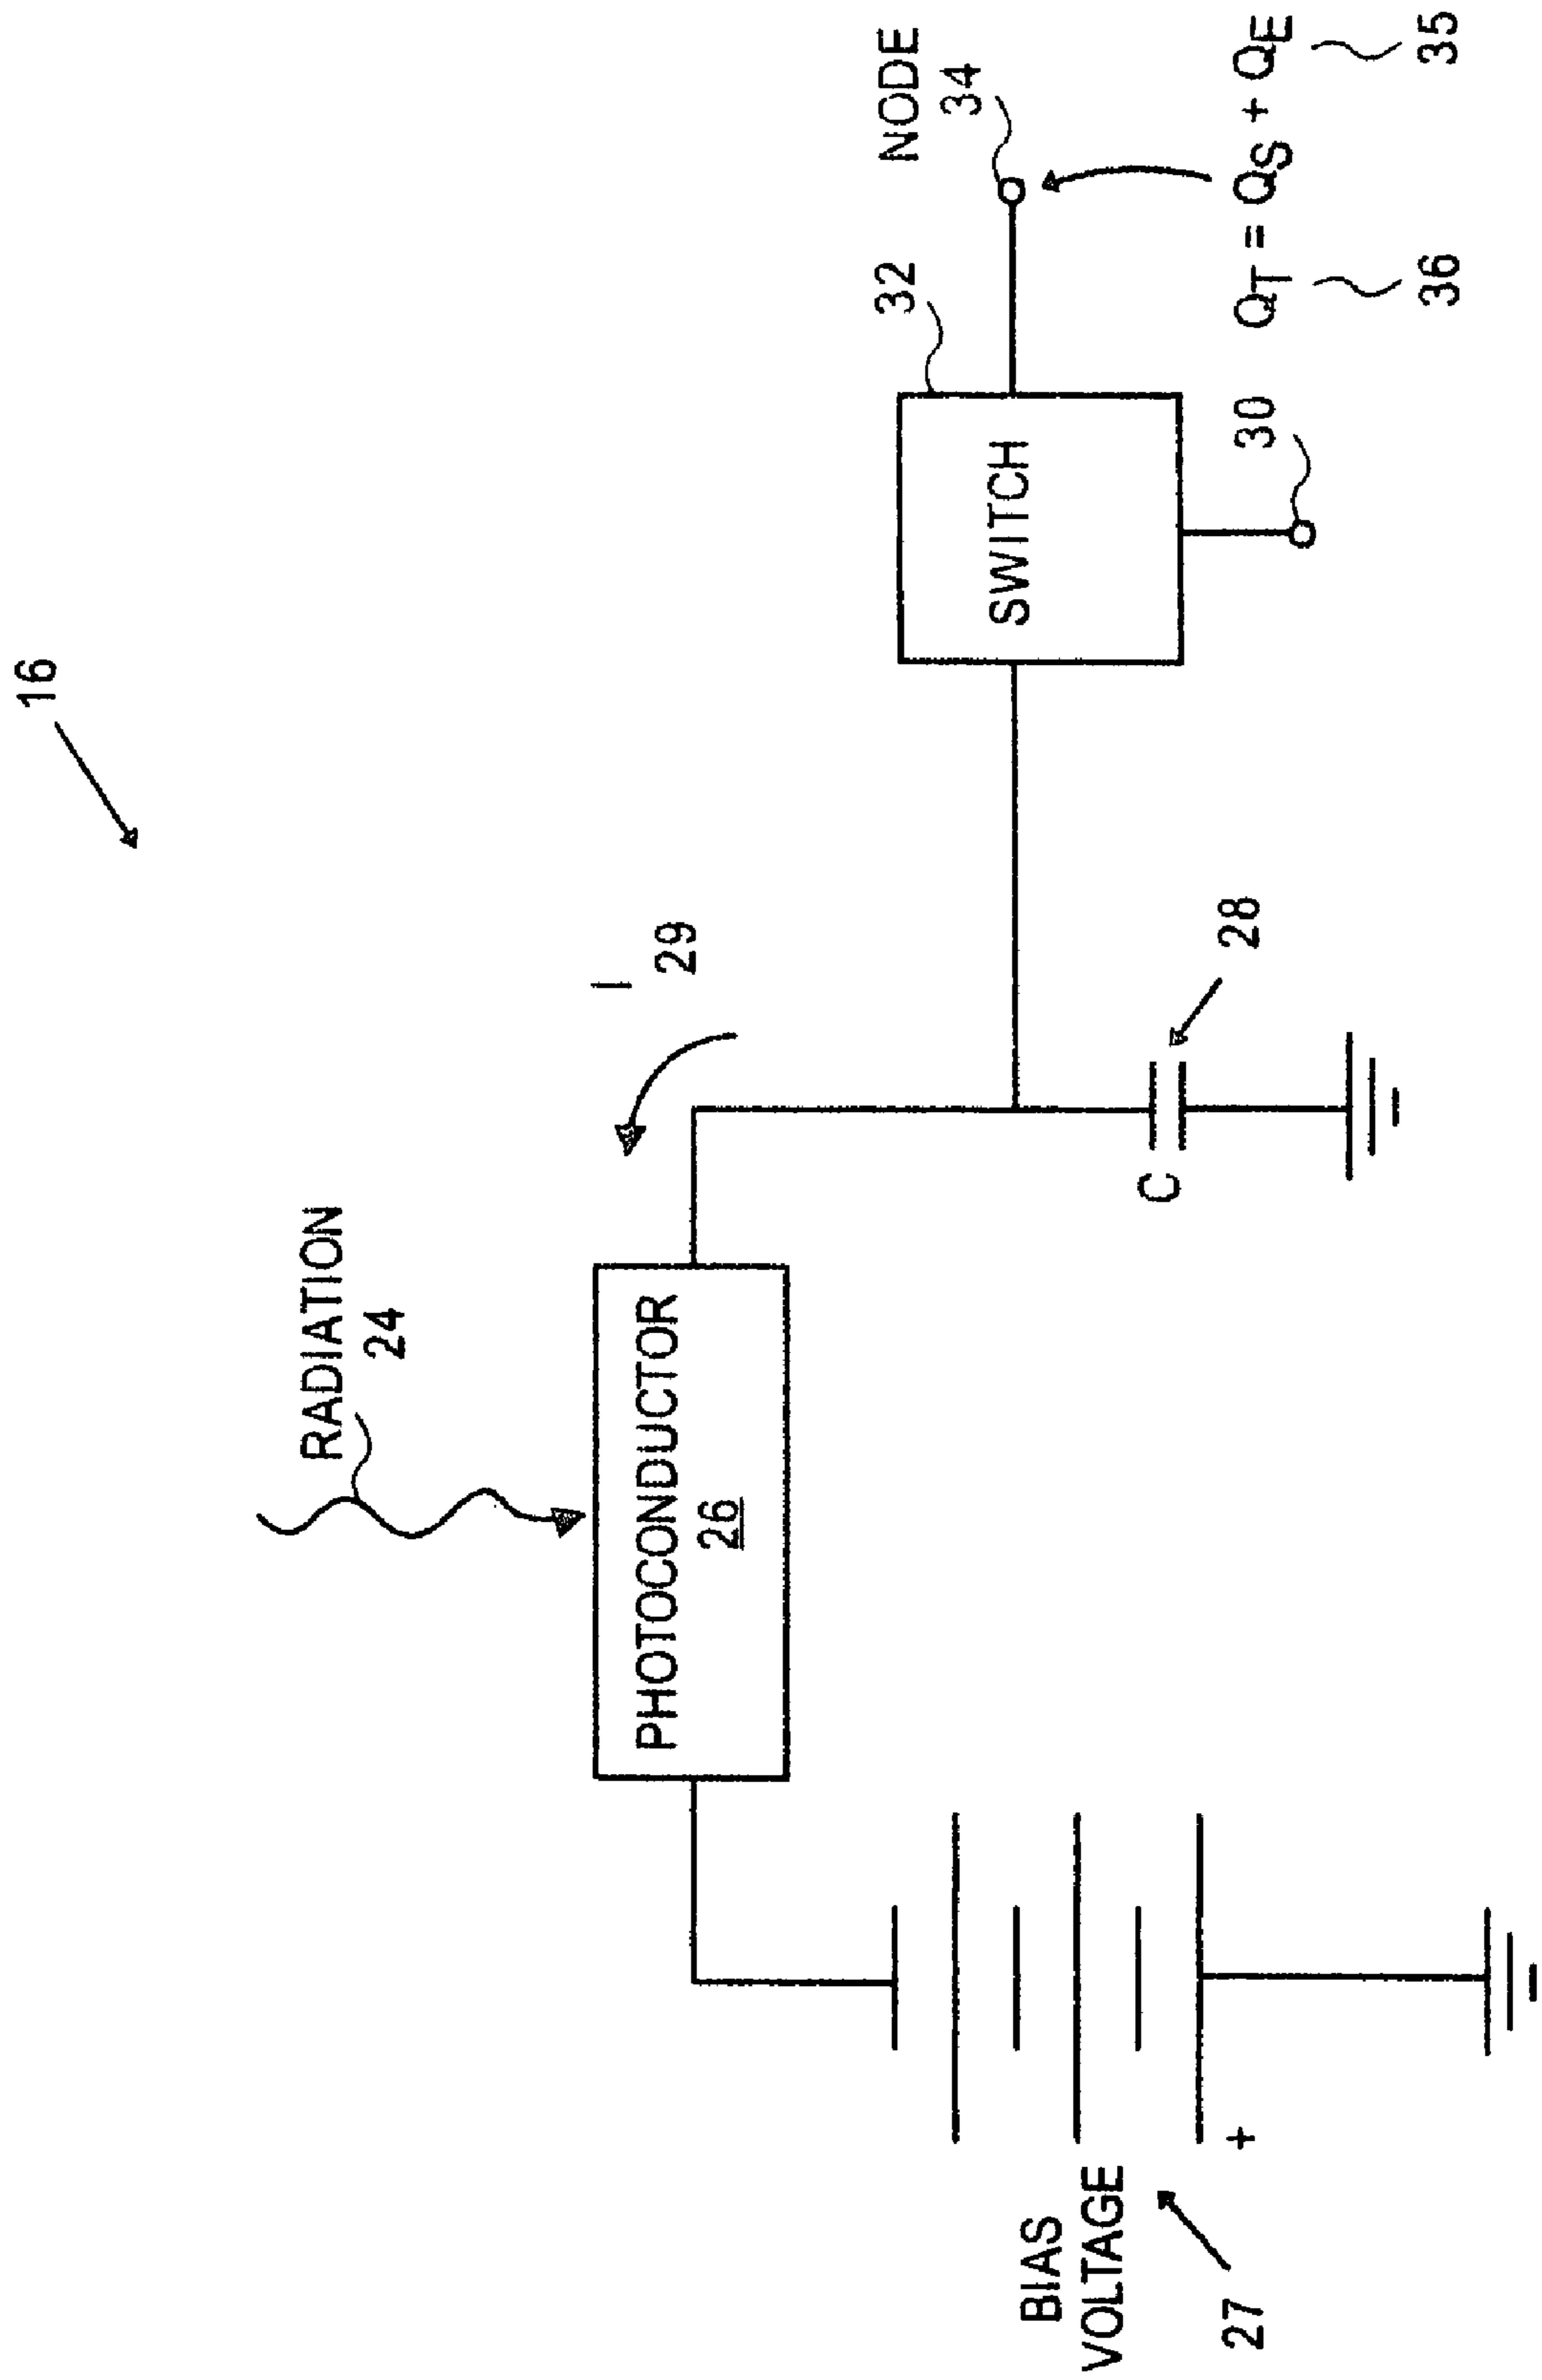 16
RADIATION
24
I
29
PHOTOCONDUCTOR
26
NODE
34
32
SWITCH
30
BIAS
VOLTAGE
27
+
C
28
QT = QS + QE
36
35